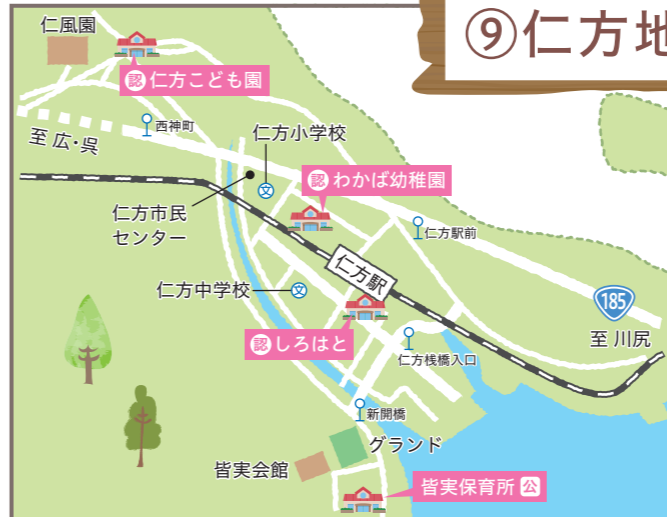 ⑨仁方地
仁風園
認 仁方こども園
西神町
至 広・呉
仁方小学校
文
認 わかば幼稚園
仁方市民
センター
仁方駅前
仁方駅
仁方中学校
文
185
至 川尻
認 しろはと
仁方桟橋入口
新開橋
グランド
皆実会館
皆実保育所 公